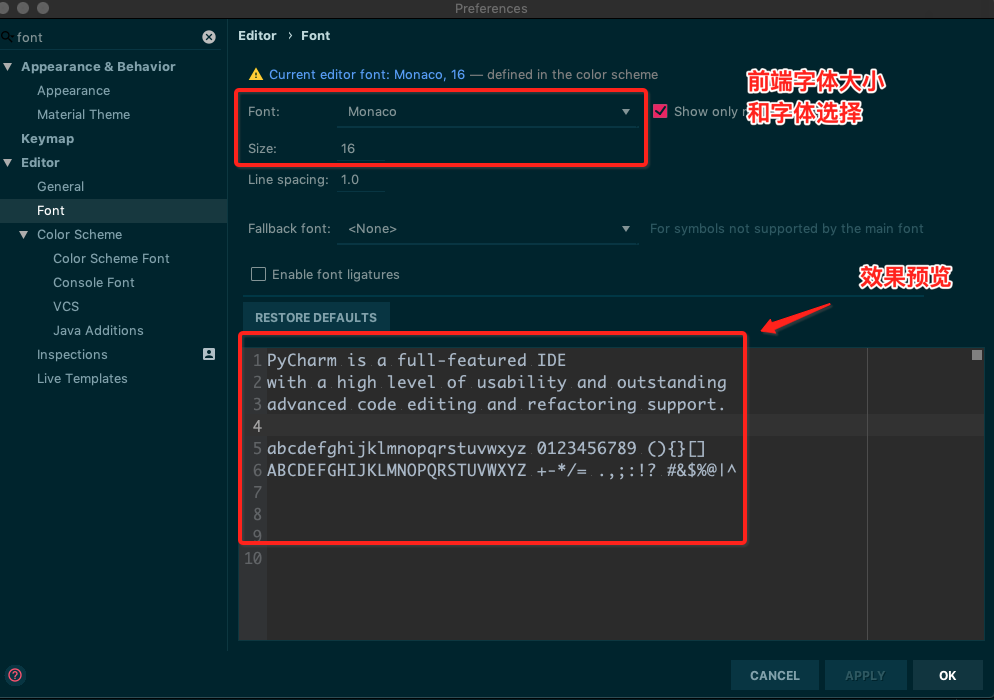 Preferences
font
Editor › Font
Appearance & Behavior
Appearance
Material Theme
Keymap
Editor
General
Font
Color Scheme
Color Scheme Font
Console Font
VCS
Java Additions
Inspections
Live Templates
Current editor font: Monaco, 16 — defined in the color scheme
Font: Monaco
Show only
前端字体大小
和字体选择
Size: 16
Line spacing: 1.0
Fallback font: <None>
For symbols not supported by the main font
Enable font ligatures
效果预览
RESTORE DEFAULTS
1 PyCharm is a full-featured IDE
2 with a high level of usability and outstanding
3 advanced code editing and refactoring support.
4
5 abcdefghijklmnopqrstuvwxyz 0123456789 (){}[]
6 ABCDEFGHIJKLMNOPQRSTUVWXYZ +-*/= .,;:!? #&$%@|^
7
8
9
10
?
CANCEL
APPLY
OK